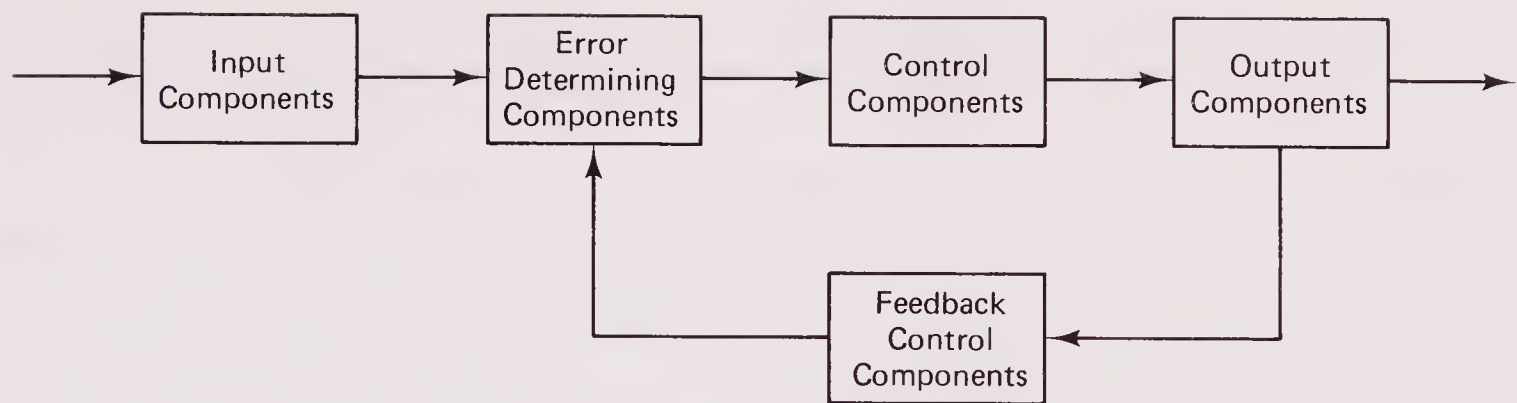 Input
Components
Error
Determining
Components
Control
Components
Output
Components
Feedback
Control
Components